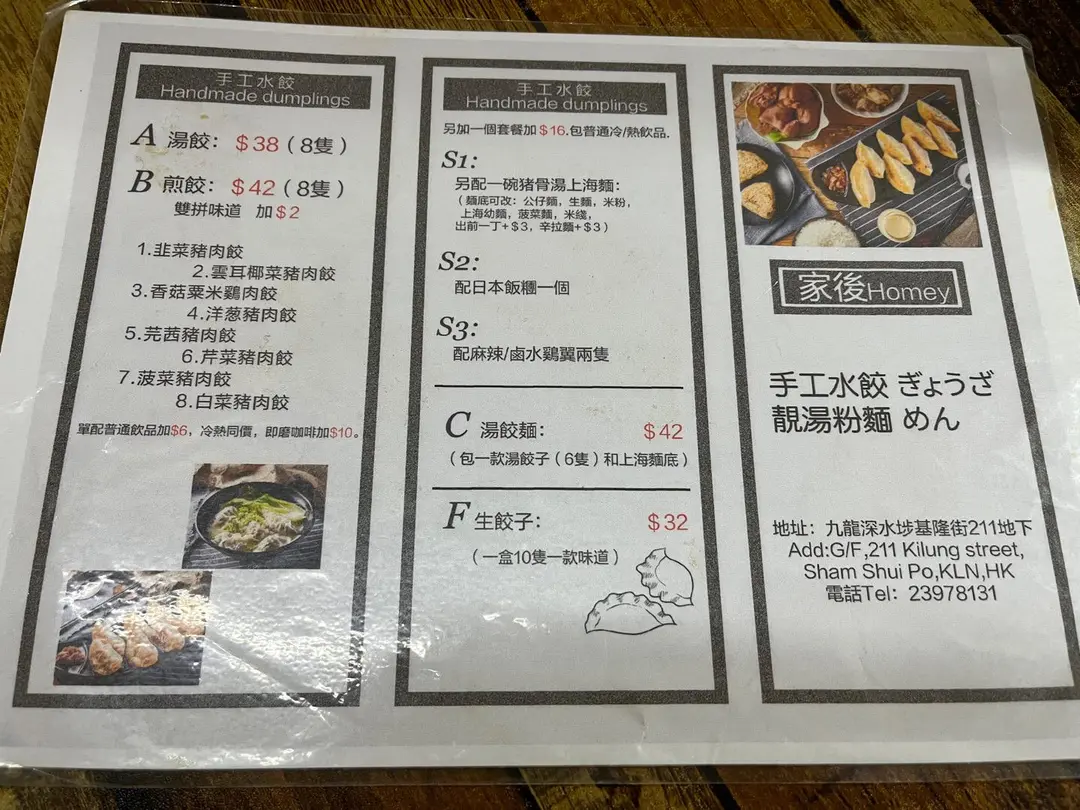 手工水餃
Handmade dumplings
A 湯餃: $38 (8隻)
B 煎餃: $42 (8隻)
雙拼味道 加$2
1.韭菜豬肉餃
2.雲耳椰菜豬肉餃
3.香菇粟米鷄肉餃
4.洋葱豬肉餃
5.芫茜豬肉餃
6.芹菜豬肉餃
7.菠菜豬肉餃
8.白菜豬肉餃
單配普通飲品加$6，冷熱同價，即磨咖啡加$10。
手工水餃
Handmade dumplings
另加一個套餐加$16.包普通冷/熱飲品.
S1:
另配一碗猪骨湯上海麵:
(麵底可改: 公仔麵，生麵，米粉，
上海幼麵，菠菜麵，米綫，
出前一丁+$3，辛拉麵+$3)
S2:
配日本飯糰一個
S3:
配麻辣/鹵水鷄翼兩隻
C 湯餃麵: $42
(包一款湯餃子(6隻)和上海麵底)
F 生餃子: $32
(一盒10隻一款味道)
家後Homey
手工水餃 ぎょうざ
靚湯粉麵 めん
地址: 九龍深水埗基隆街211地下
Add:G/F,211 Kilung street,
Sham Shui Po,KLN,HK
電話Tel: 23978131